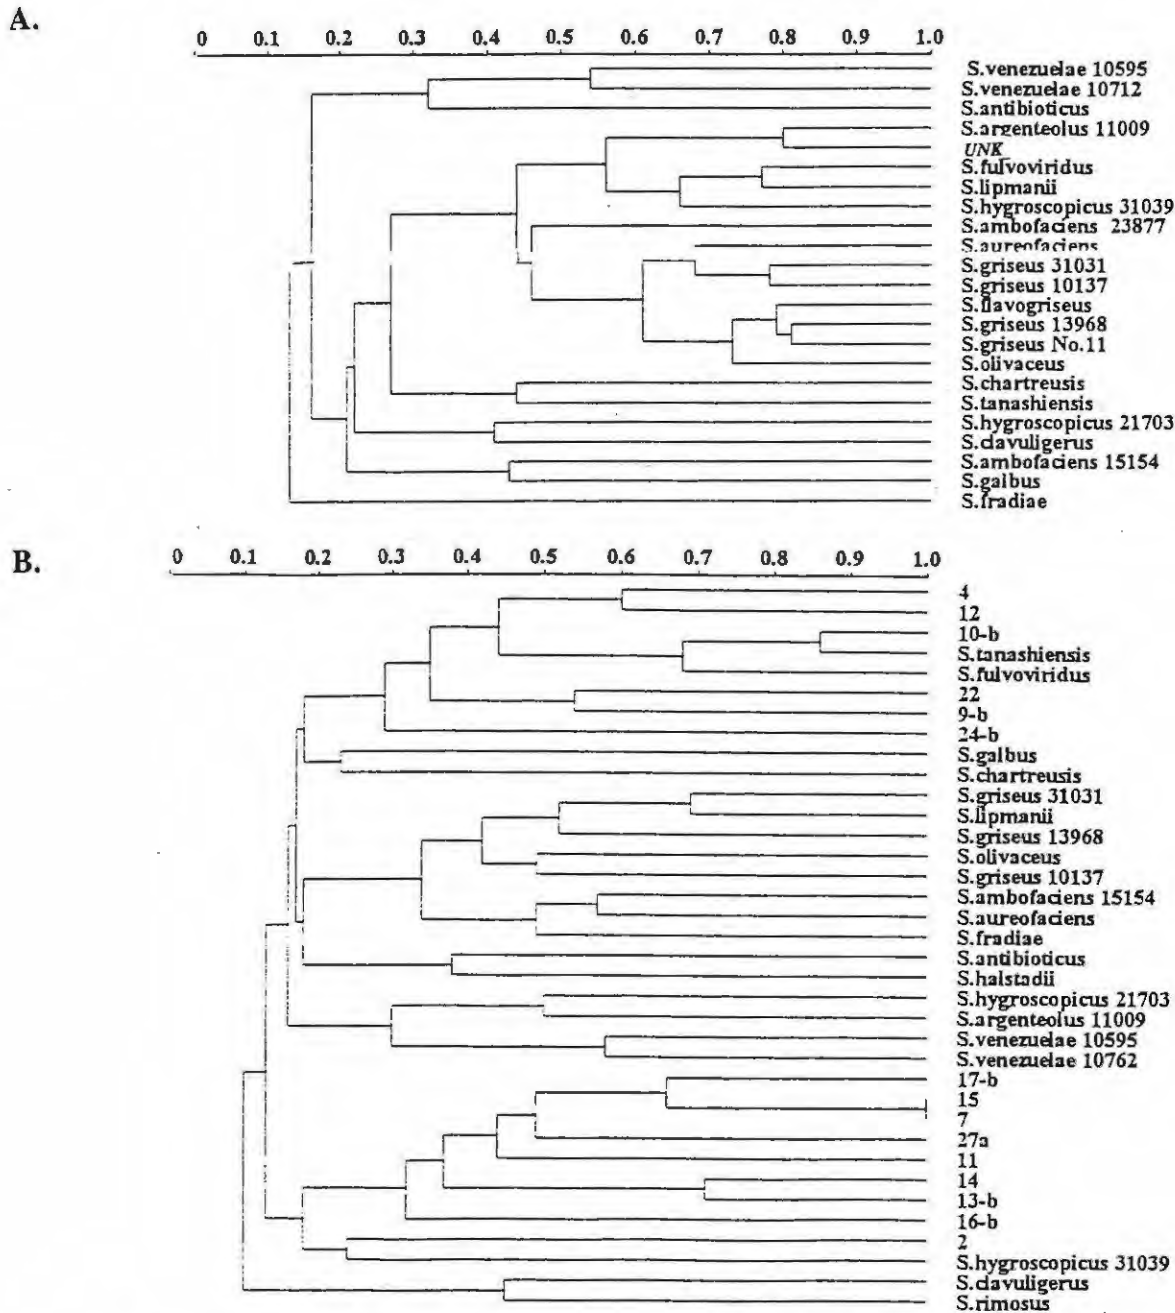 A.
0 0.1 0.2 0.3 0.4 0.5 0.6 0.7 0.8 0.9 1.0
S.venezuelae 10595
S.venezuelae 10712
S.antibioticus
S.argenteolus 11009
UNK
S.fulvoviridus
S.lipmanii
S.hygroscopicus 31039
S.ambofaciens 23877
S.aureofaciens
S.griseus 31031
S.griseus 10137
S.flavogriseus
S.griseus 13968
S.griseus No.11
S.olivaceus
S.chartreusis
S.tanashiensis
S.hygroscopicus 21703
S.clavuligerus
S.ambofaciens 15154
S.galbus
S.fradiae
B.
0 0.1 0.2 0.3 0.4 0.5 0.6 0.7 0.8 0.9 1.0
4
12
10-b
S.tanashiensis
S.fulvoviridus
22
9-b
24-b
S.galbus
S.chartreusis
S.griseus 31031
S.lipmanii
S.griseus 13968
S.olivaceus
S.griseus 10137
S.ambofaciens 15154
S.aureofaciens
S.fradiae
S.antibioticus
S.halstadii
S.hygroscopicus 21703
S.argenteolus 11009
S.venezuelae 10595
S.venezuelae 10762
17-b
15
7
27a
11
14
13-b
16-b
2
S.hygroscopicus 31039
S.clavuligerus
S.rimosus